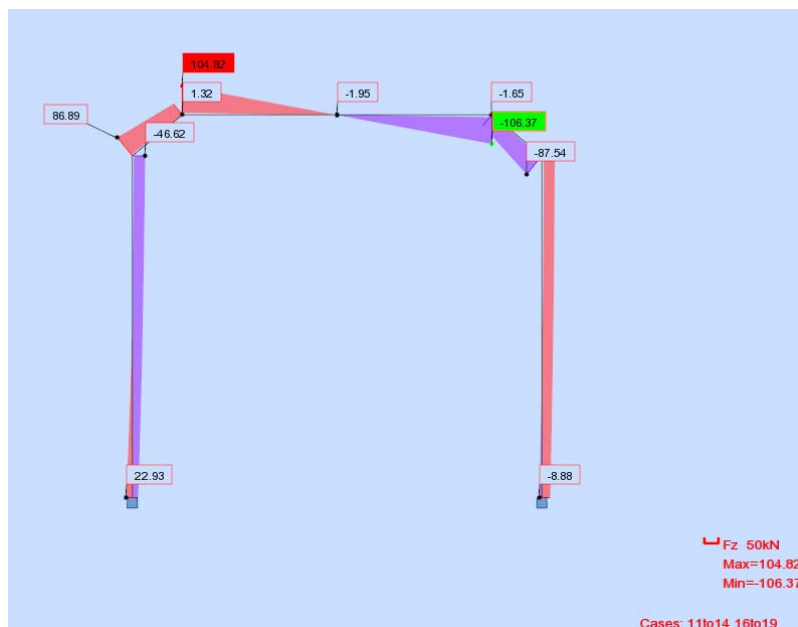 104.82
1.32
-1.95
-1.65
86.89
-46.62
-106.37
-87.54
22.93
-8.88
Fz 50kN
Max=104.82
Min=-106.37
Cases: 11to14 16to19